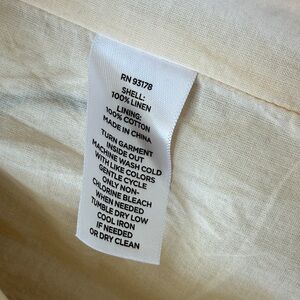 RN 93178
SHELL:
100% LINEN
LINING:
100% COTTON
MADE IN CHINA
TURN GARMENT
INSIDE OUT
MACHINE WASH COLD
WITH LIKE COLORS
GENTLE CYCLE
ONLY NON-
CHLORINE BLEACH
WHEN NEEDED
TUMBLE DRY LOW
COOL IRON
IF NEEDED
OR DRY CLEAN